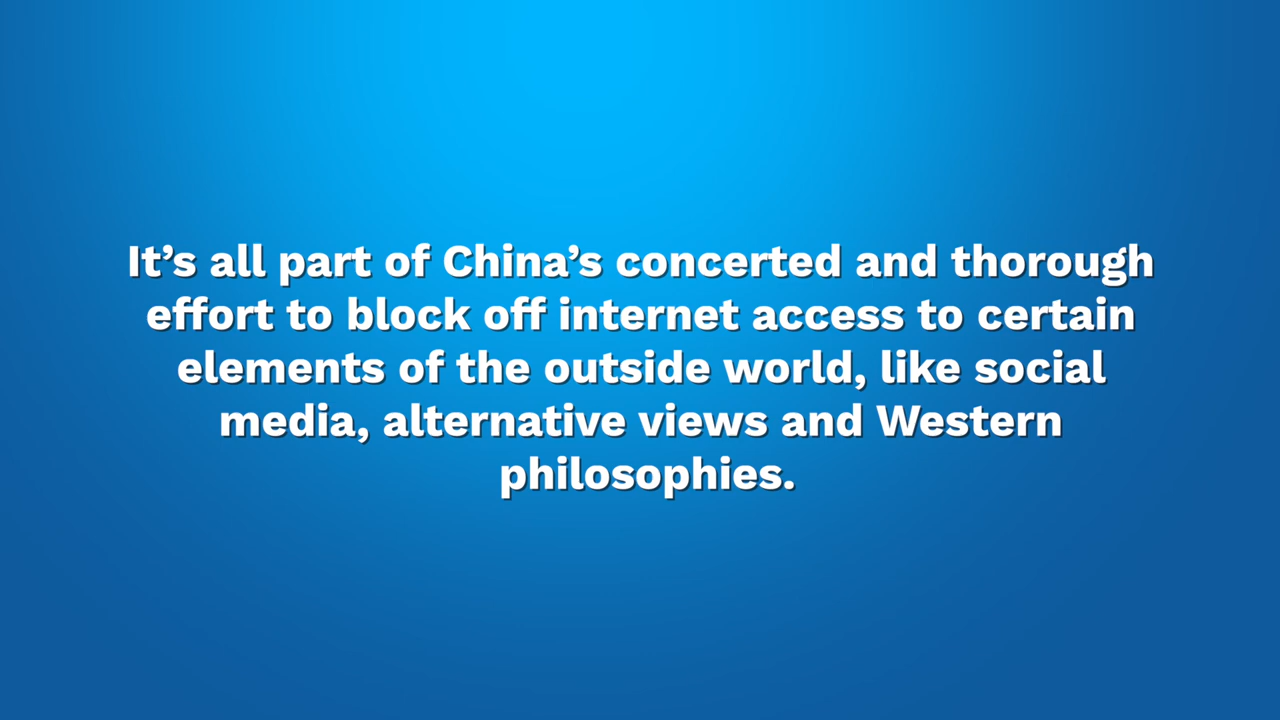 It’s all part of China’s concerted and thorough
effort to block off internet access to certain
elements of the outside world, like social
media, alternative views and Western
philosophies.